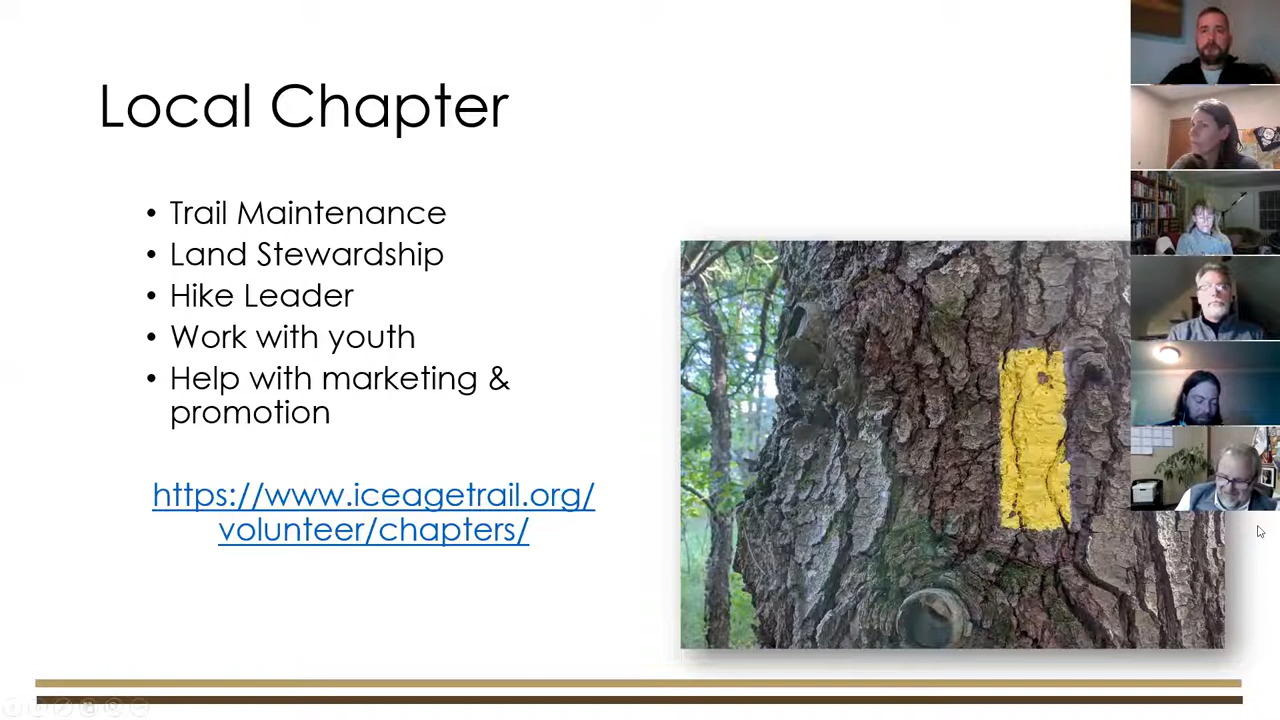 Local Chapter
• Trail Maintenance
• Land Stewardship
• Hike Leader
• Work with youth
• Help with marketing &
promotion
https://www.iceagetrail.org/
volunteer/chapters/